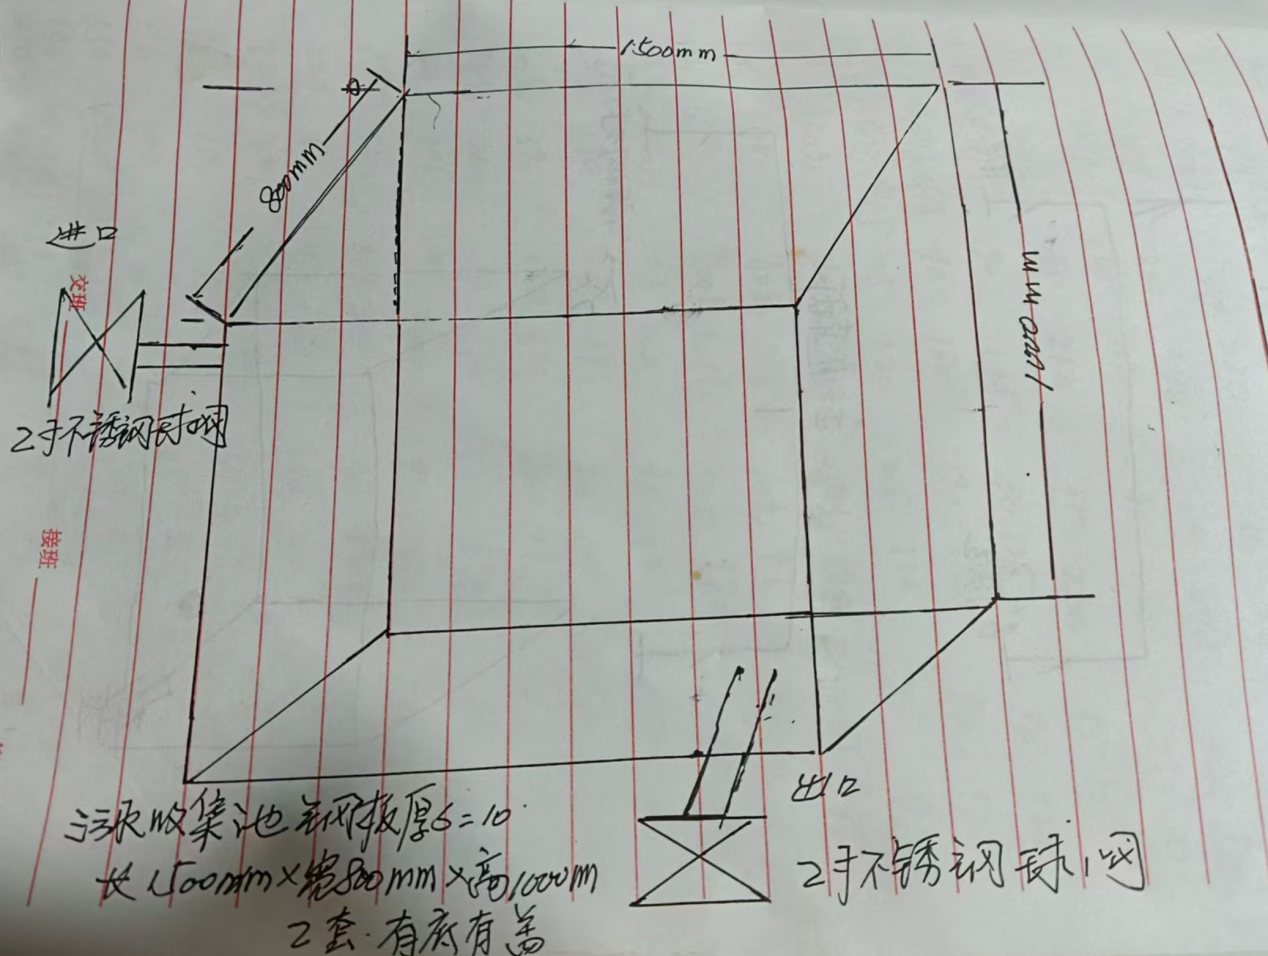 1500mm
800mm
进口
交班
1000mm
2寸不锈钢球阀
接班
出口
污泥收集池 钢板厚δ=10
长1500mm×宽800mm×高1000m
2寸不锈钢球阀
2套.有底有盖